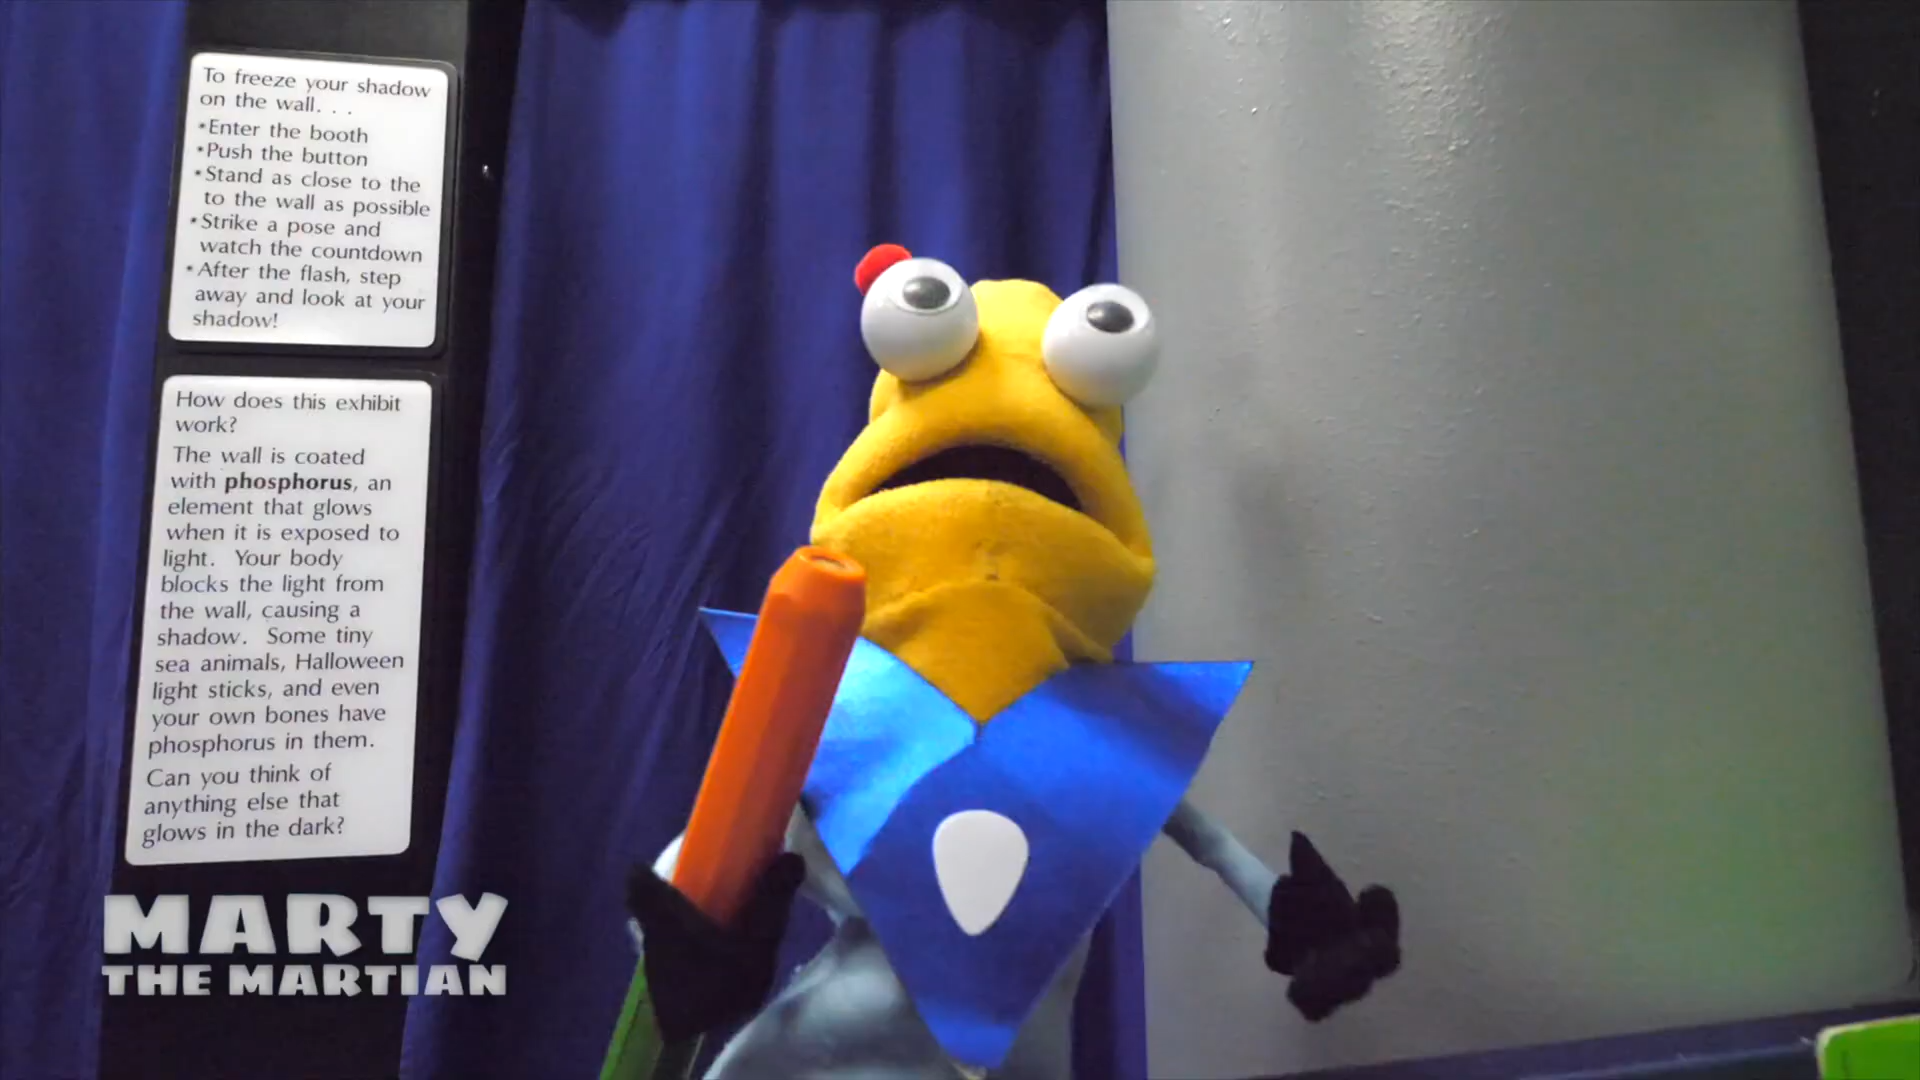 To freeze your shadow
on the wall. . .
*Enter the booth
*Push the button
*Stand as close to the
to the wall as possible
*Strike a pose and
watch the countdown
*After the flash, step
away and look at your
shadow!
How does this exhibit
work?
The wall is coated
with phosphorus, an
element that glows
when it is exposed to
light. Your body
blocks the light from
the wall, causing a
shadow. Some tiny
sea animals, Halloween
light sticks, and even
your own bones have
phosphorus in them.
Can you think of
anything else that
glows in the dark?
MARTY
THE MARTIAN